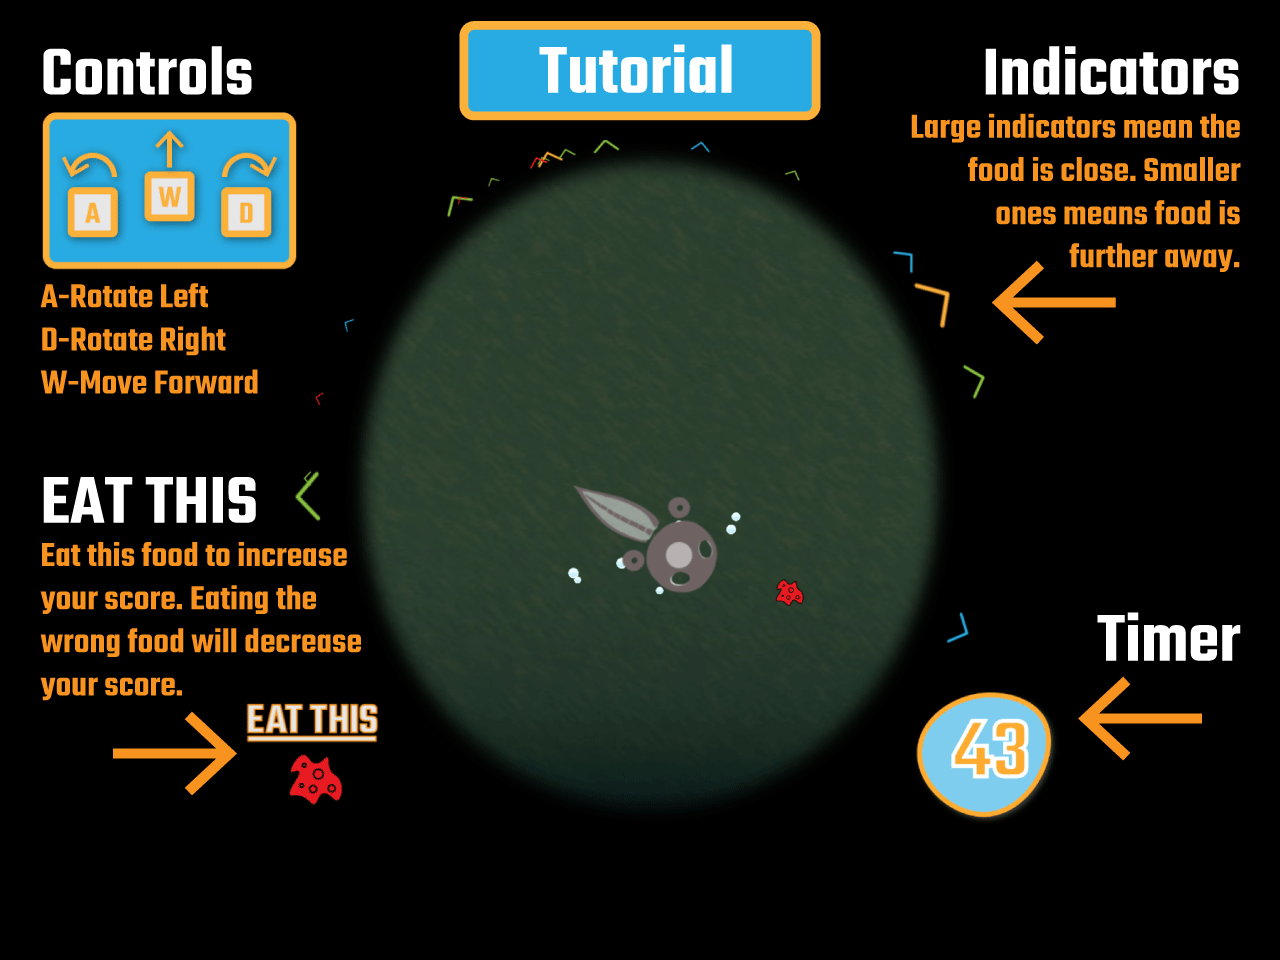 Tutorial
Controls
A
W
D
A-Rotate Left
D-Rotate Right
W-Move Forward
EAT THIS
Eat this food to increase
your score. Eating the
wrong food will decrease
your score.
EAT THIS
Indicators
Large indicators mean the
food is close. Smaller
ones means food is
further away.
Timer
43